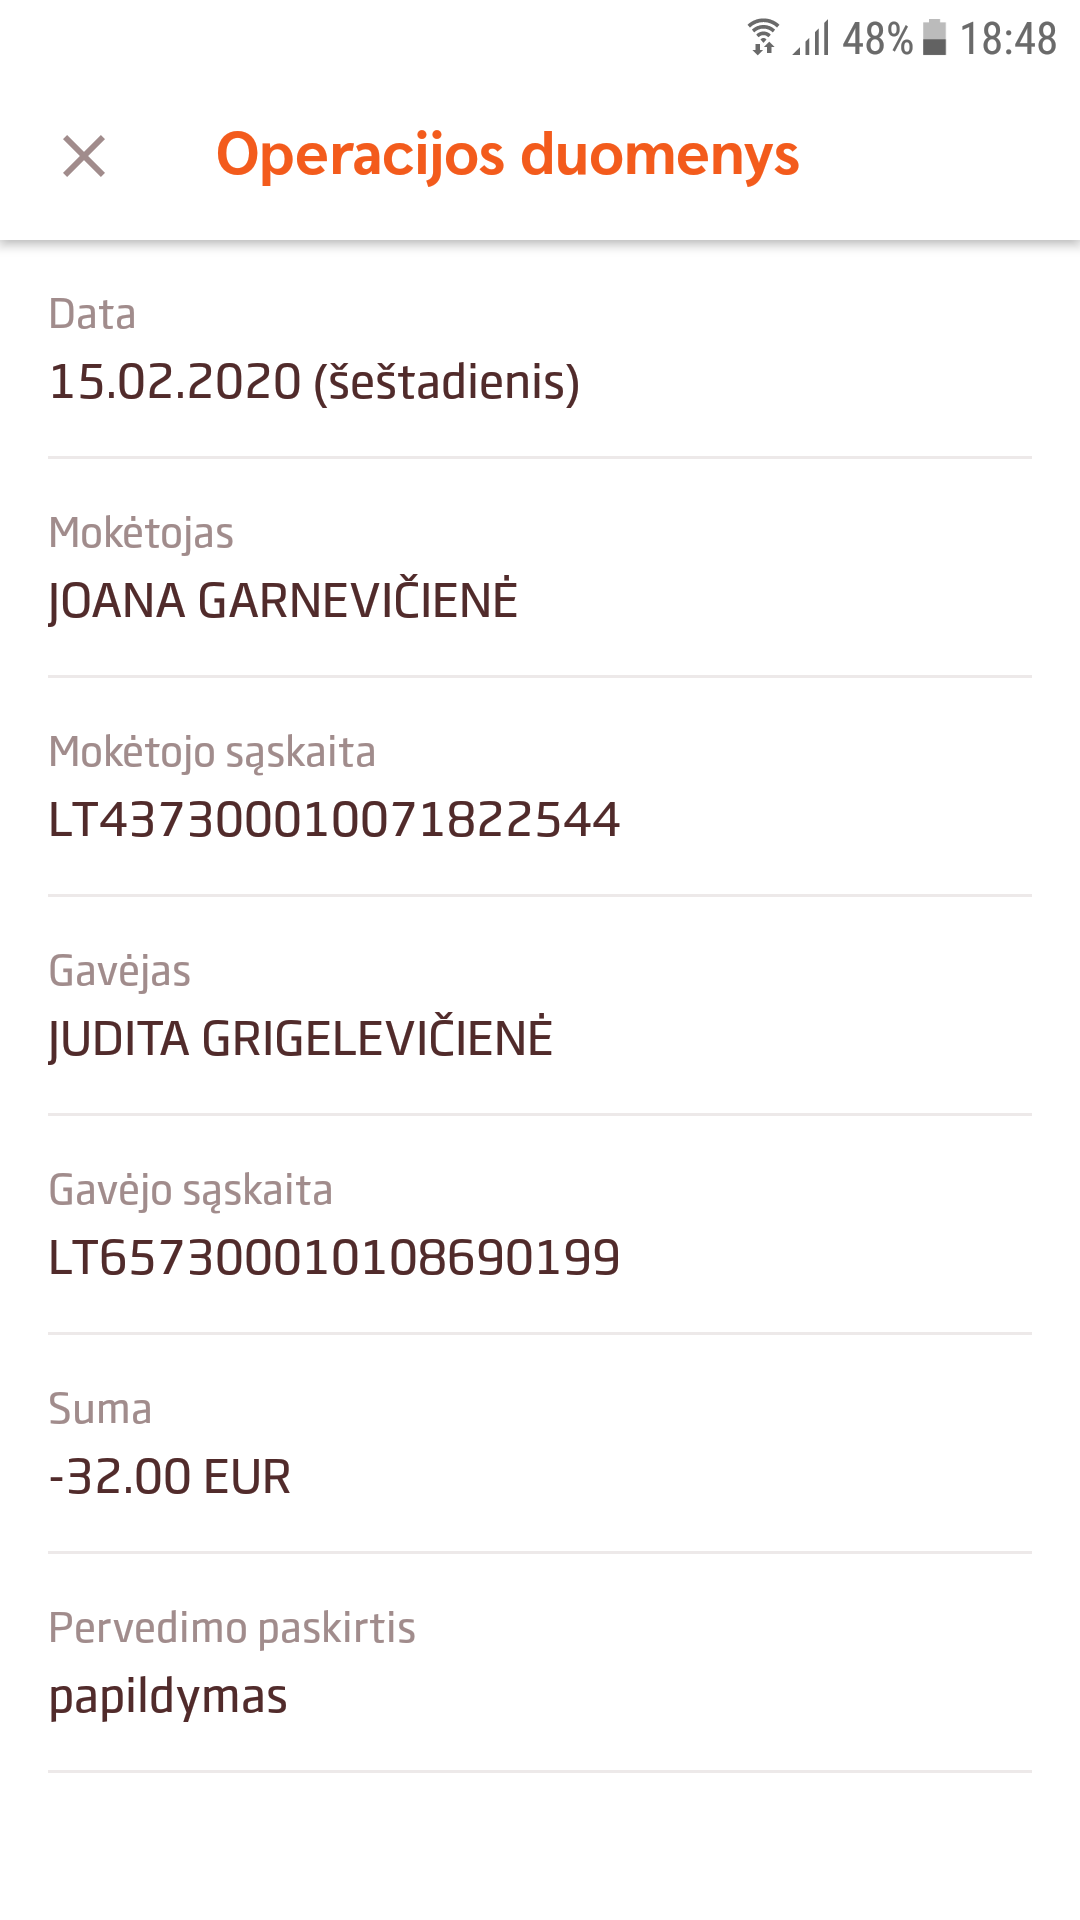 48% 18:48
Operacijos duomenys
Data
15.02.2020 (šeštadienis)
Mokėtojas
JOANA GARNEVIČIENĖ
Mokėtojo sąskaita
LT437300010071822544
Gavėjas
JUDITA GRIGELEVIČIENĖ
Gavėjo sąskaita
LT657300010108690199
Suma
-32.00 EUR
Pervedimo paskirtis
papildymas